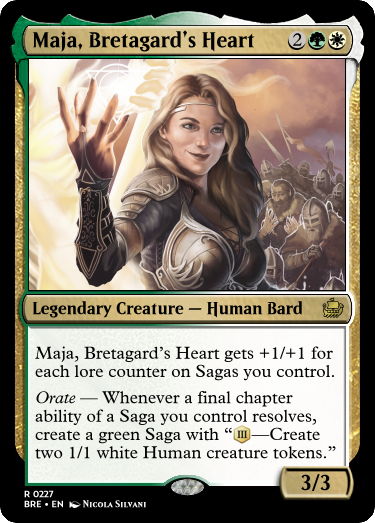 Maja, Bretagard's Heart 2
Legendary Creature — Human Bard
Maja, Bretagard's Heart gets +1/+1 for
each lore counter on Sagas you control.
Orate — Whenever a final chapter
ability of a Saga you control resolves,
create a green Saga with “III—Create
two 1/1 white Human creature tokens.”
3/3
R 0227
BRE • EN Nicola Silvani